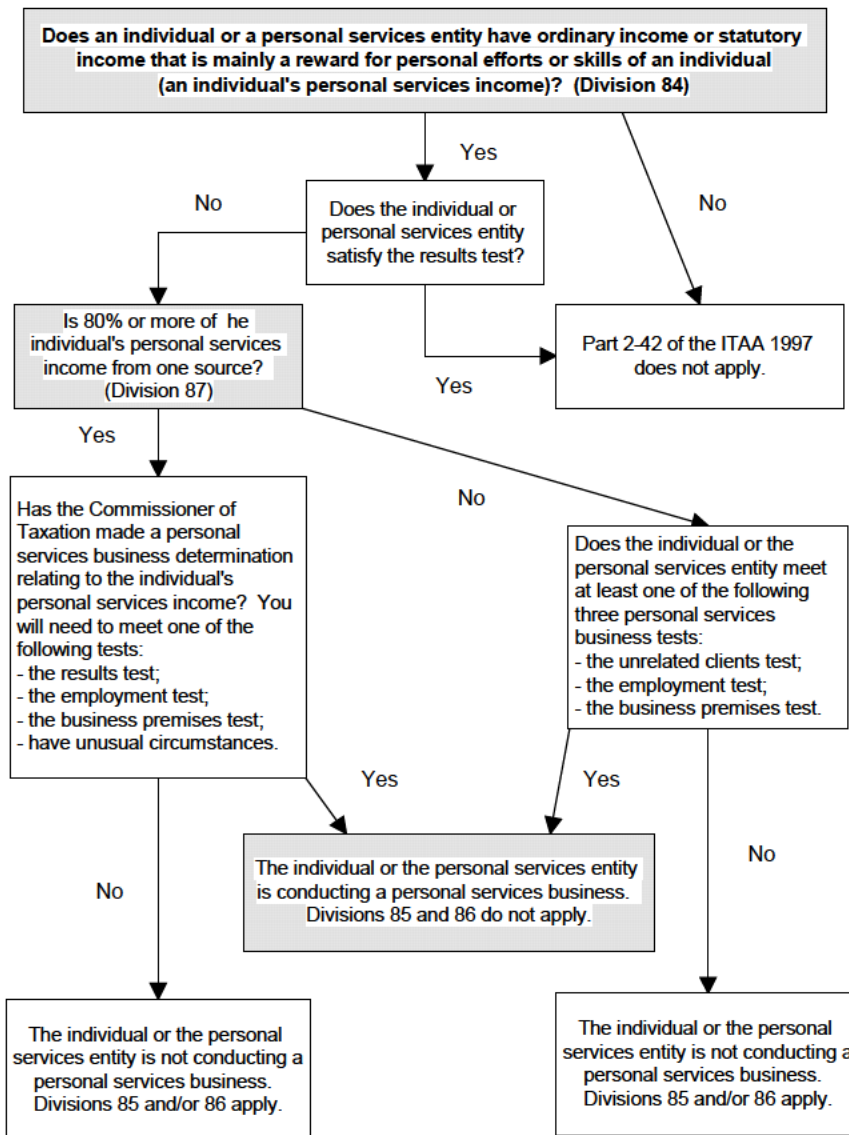 Does an individual or a personal services entity have ordinary income or statutory
income that is mainly a reward for personal efforts or skills of an individual
(an individual's personal services income)? (Division 84)
Yes
No
No
Does the individual or
personal services entity
satisfy the results test?
Is 80% or more of he
individual's personal services
income from one source?
(Division 87)
Yes
Part 2-42 of the ITAA 1997
does not apply.
Yes
No
Has the Commissioner of
Taxation made a personal
services business determination
relating to the individual's
personal services income? You
will need to meet one of the
following tests:
- the results test;
- the employment test;
- the business premises test;
- have unusual circumstances.
Does the individual or the
personal services entity meet
at least one of the following
three personal services
business tests:
- the unrelated clients test;
- the employment test;
- the business premises test.
Yes
Yes
No
No
The individual or the personal services entity
is conducting a personal services business.
Divisions 85 and 86 do not apply.
The individual or the personal
services entity is not conducting a
personal services business.
Divisions 85 and/or 86 apply.
The individual or the personal
services entity is not conducting a
personal services business.
Divisions 85 and/or 86 apply.